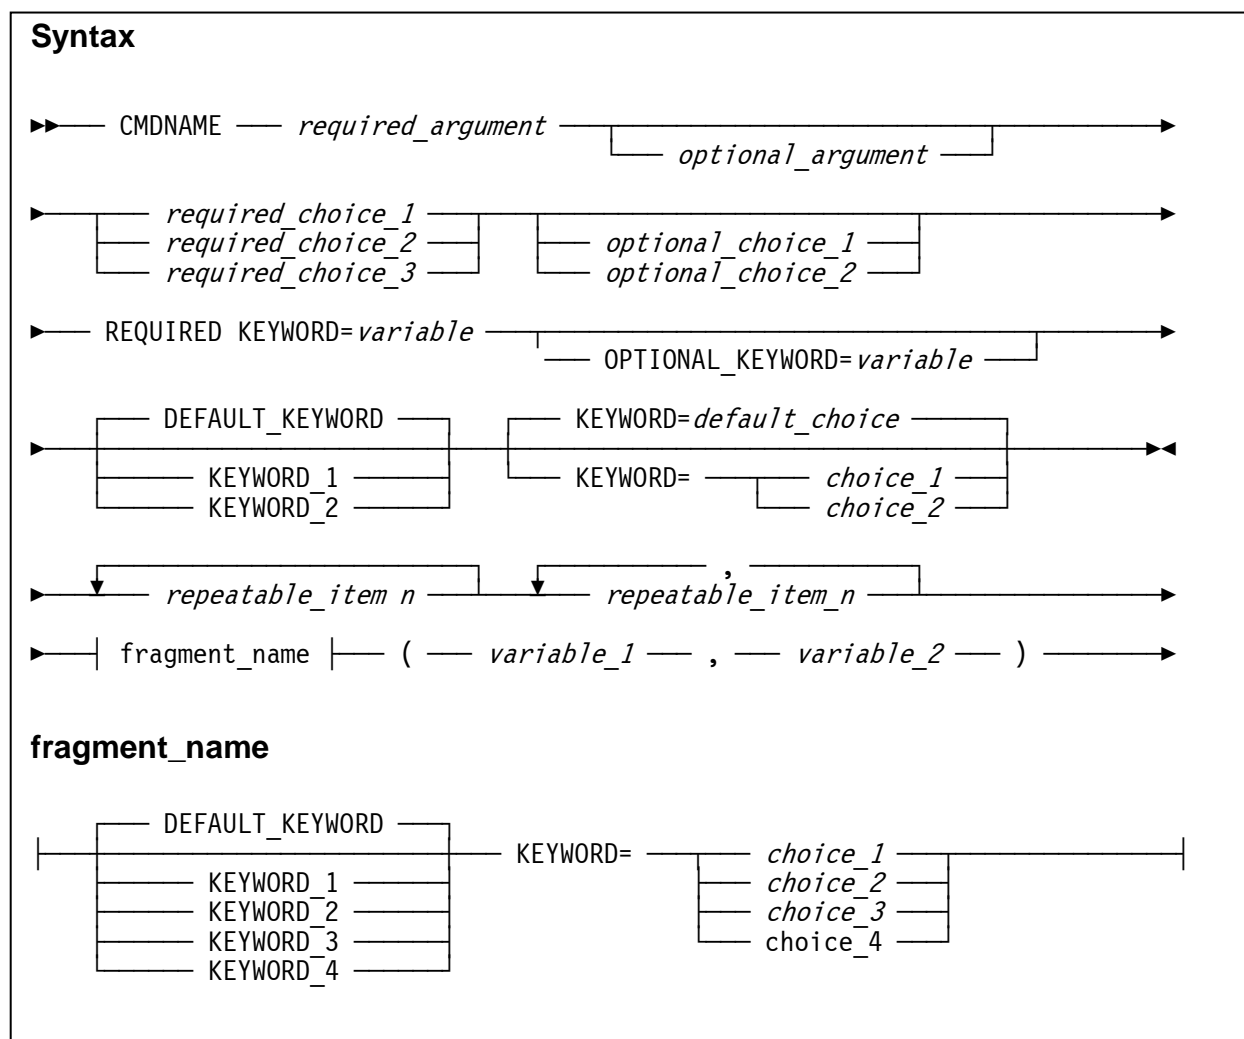 Syntax
CMDNAME required_argument
optional_argument
required_choice_1
required_choice_2 optional_choice_1
required_choice_3 optional_choice_2
REQUIRED KEYWORD=variable
OPTIONAL_KEYWORD=variable
DEFAULT_KEYWORD KEYWORD=default_choice
KEYWORD_1 KEYWORD= choice_1
KEYWORD_2 choice_2
,
repeatable_item n repeatable_item_n
fragment_name ( variable_1 , variable_2 )
fragment_name
DEFAULT_KEYWORD
KEYWORD= choice_1
KEYWORD_1 choice_2
KEYWORD_2 choice_3
KEYWORD_3 choice_4
KEYWORD_4